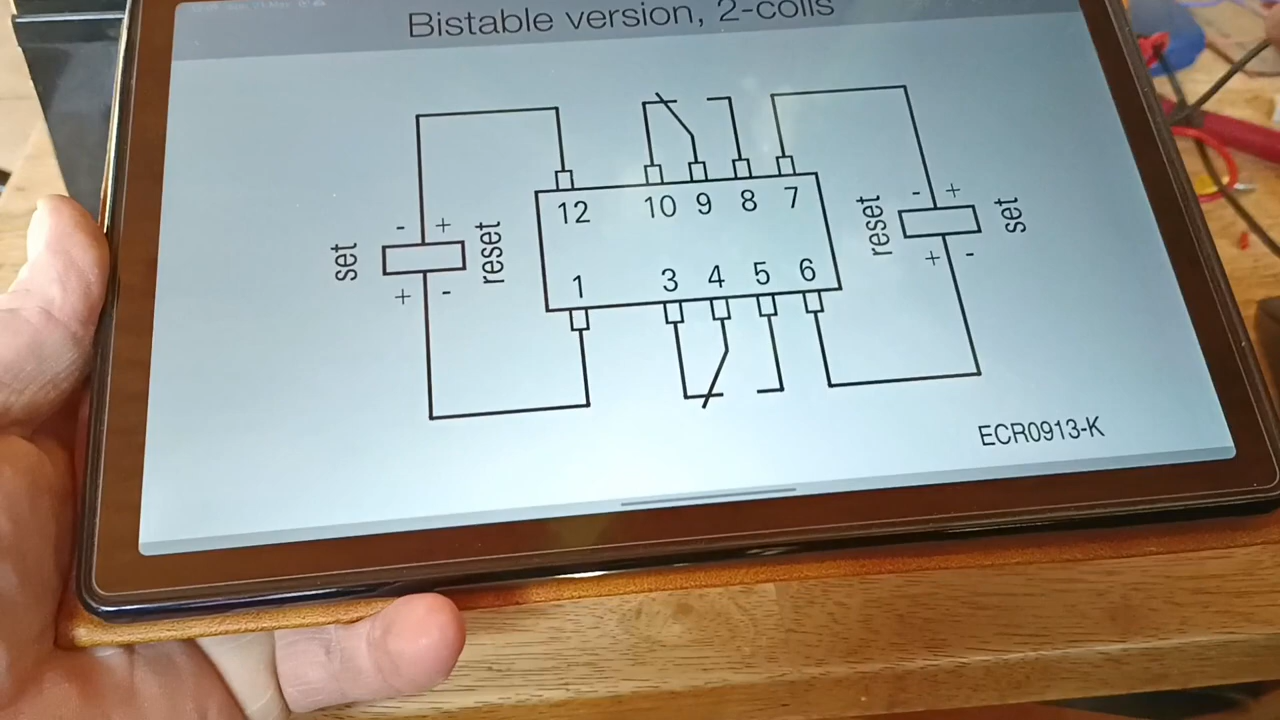 Bistable version, 2-coils
12 10 9 8 7
set - + reset
+ -
reset - + set
+ -
1 3 4 5 6
ECR0913-K